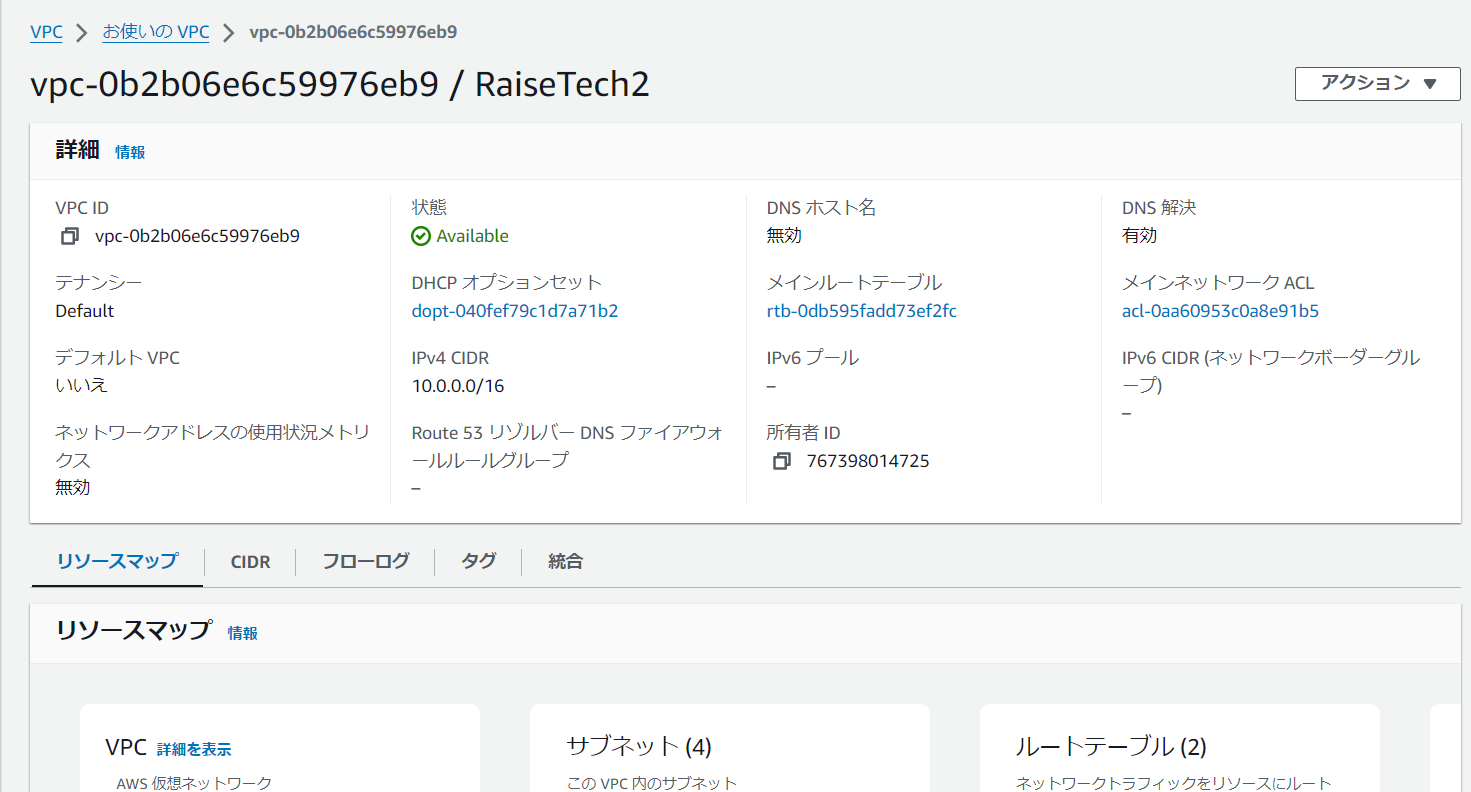 VPC > お使いの VPC > vpc-0b2b06e6c59976eb9
vpc-0b2b06e6c59976eb9 / RaiseTech2
アクション ▼
詳細 情報
VPC ID
vpc-0b2b06e6c59976eb9
状態
Available
DNS ホスト名
無効
DNS 解決
有効
テナンシー
Default
DHCP オプションセット
dopt-040fef79c1d7a71b2
メインルートテーブル
rtb-0db595fadd73ef2fc
メインネットワーク ACL
acl-0aa60953c0a8e91b5
デフォルト VPC
いいえ
IPv4 CIDR
10.0.0.0/16
IPv6 プール
–
IPv6 CIDR (ネットワークボーダーグル
ープ)
–
ネットワークアドレスの使用状況メトリ
クス
無効
Route 53 リゾルバー DNS ファイアウォ
ールルールグループ
–
所有者 ID
767398014725
リソースマップ CIDR フローログ タグ 統合
リソースマップ 情報
VPC 詳細を表示
AWS 仮想ネットワーク
サブネット (4)
この VPC 内のサブネット
ルートテーブル (2)
ネットワークトラフィックをリソースにルート